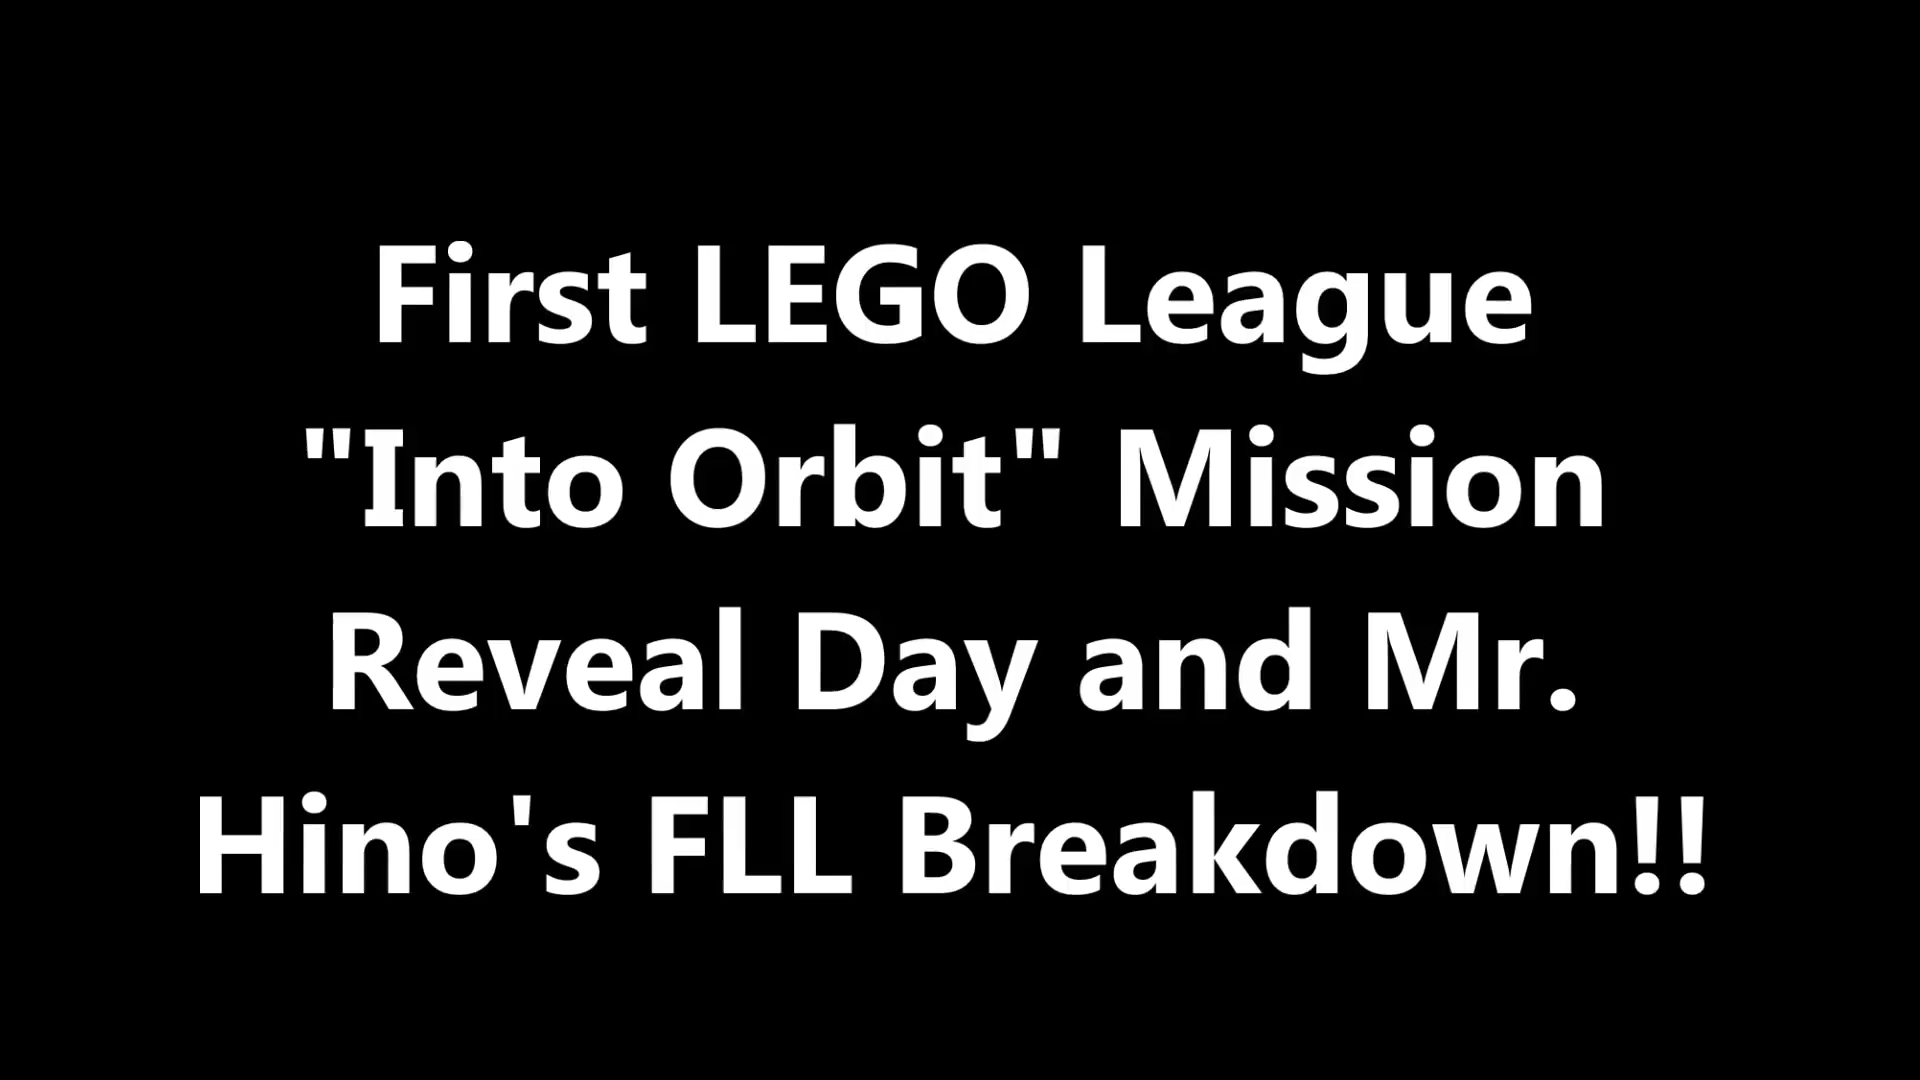 First LEGO League
"Into Orbit" Mission
Reveal Day and Mr.
Hino's FLL Breakdown!!